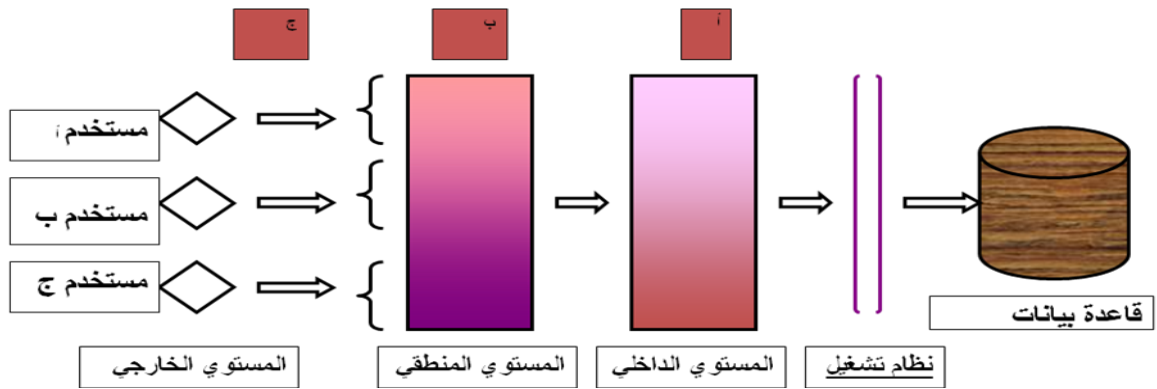 أ
ب
ج
مستخدم أ
مستخدم ب
مستخدم ج
قاعدة بيانات
نظام تشغيل
المستوي الداخلي
المستوي المنطقي
المستوي الخارجي